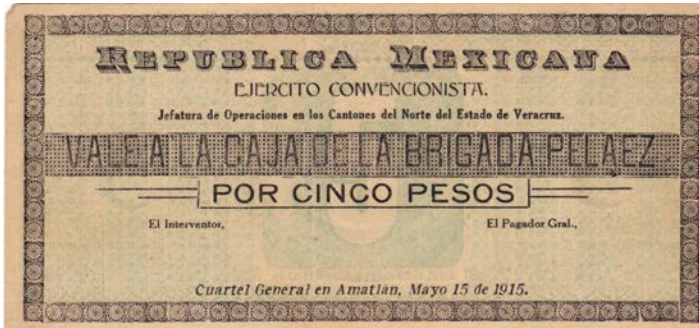 REPUBLICA MEXICANA
EJERCITO CONVENCIONISTA.
Jefatura de Operaciones en los Cantones del Norte del Estado de Veracruz.
VALE A LA CAJA DE LA BRIGADA PELAEZ
POR CINCO PESOS
El Interventor, El Pagador Gral.,
Cuartel General en Amatlán, Mayo 15 de 1915.